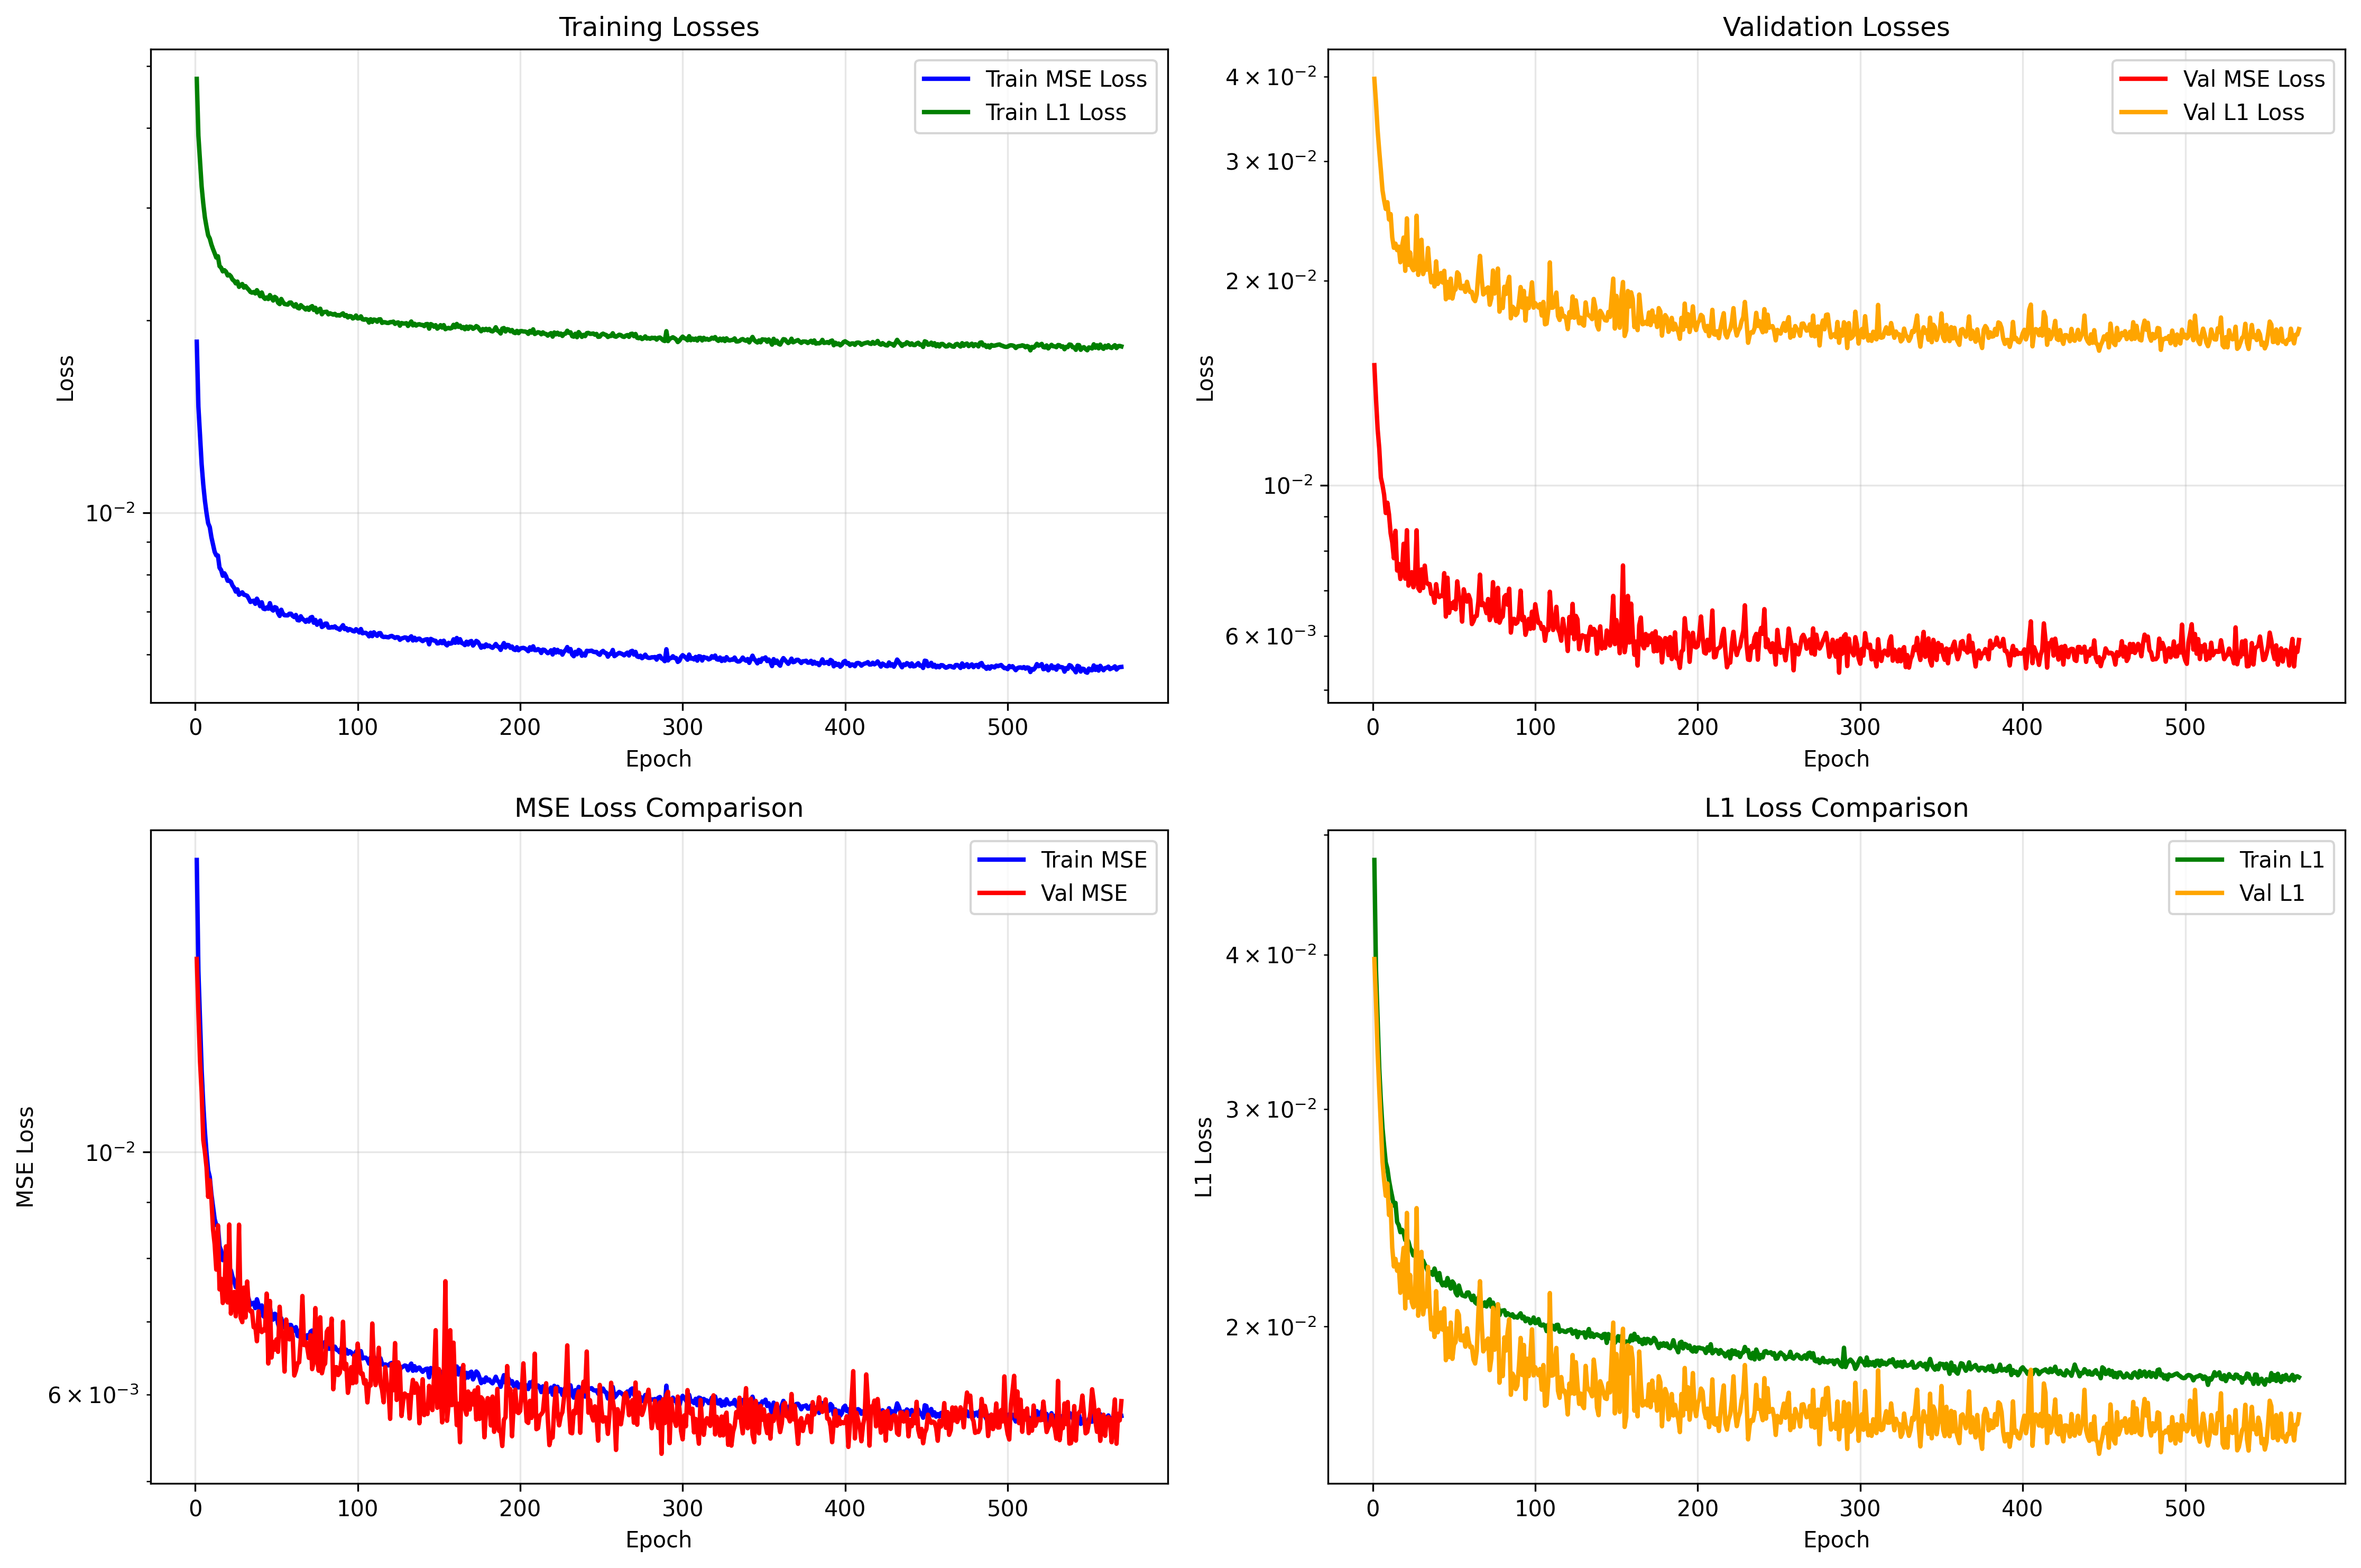 Training Losses
Loss
10⁻²
Train MSE Loss
Train L1 Loss
0 100 200 300 400 500
Epoch
Validation Losses
Loss
4 × 10⁻²
3 × 10⁻²
2 × 10⁻²
10⁻²
6 × 10⁻³
Val MSE Loss
Val L1 Loss
0 100 200 300 400 500
Epoch
MSE Loss Comparison
MSE Loss
10⁻²
6 × 10⁻³
Train MSE
Val MSE
0 100 200 300 400 500
Epoch
L1 Loss Comparison
L1 Loss
4 × 10⁻²
3 × 10⁻²
2 × 10⁻²
Train L1
Val L1
0 100 200 300 400 500
Epoch